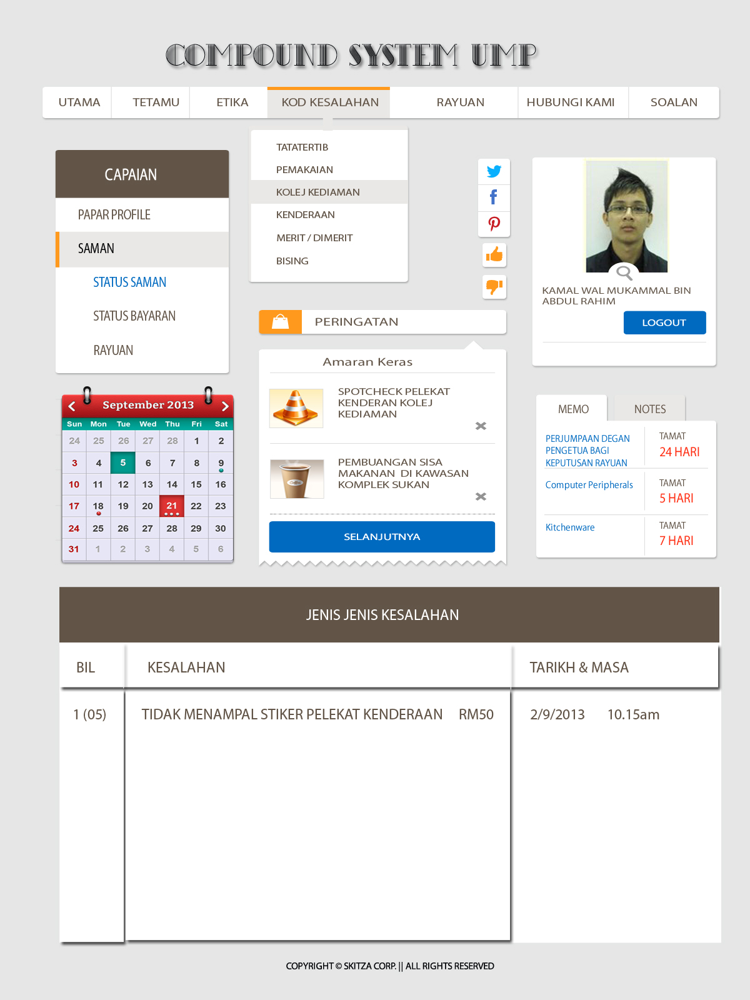 COMPOUND SYSTEM UMP
UTAMA TETAMU ETIKA KOD KESALAHAN RAYUAN HUBUNGI KAMI SOALAN
TATATERTIB
PEMAKAIAN
KOLEJ KEDIAMAN
KENDERAAN
MERIT / DIMERIT
BISING
CAPAIAN
PAPAR PROFILE
SAMAN
STATUS SAMAN
STATUS BAYARAN
RAYUAN
KAMAL WAL MUKAMMAL BIN
ABDUL RAHIM
LOGOUT
PERINGATAN
Amaran Keras
SPOTCHECK PELEKAT
KENDERAN KOLEJ
KEDIAMAN
Coffee
PEMBUANGAN SISA
MAKANAN DI KAWASAN
KOMPLEK SUKAN
SELANJUTNYA
September 2013
Sun Mon Tue Wed Thu Fri Sat
24 25 26 27 28 1 2
3 4 5 6 7 8 9
10 11 12 13 14 15 16
17 18 19 20 21 22 23
24 25 26 27 28 29 30
31 1 2 3 4 5 6
MEMO NOTES
PERJUMPAAN DEGAN
PENGETUA BAGI
KEPUTUSAN RAYUAN
TAMAT
24 HARI
Computer Peripherals
TAMAT
5 HARI
Kitchenware
TAMAT
7 HARI
JENIS JENIS KESALAHAN
BIL KESALAHAN TARIKH & MASA
1 (05) TIDAK MENAMPAL STIKER PELEKAT KENDERAAN RM50 2/9/2013 10.15am
COPYRIGHT © SKITZA CORP. || ALL RIGHTS RESERVED